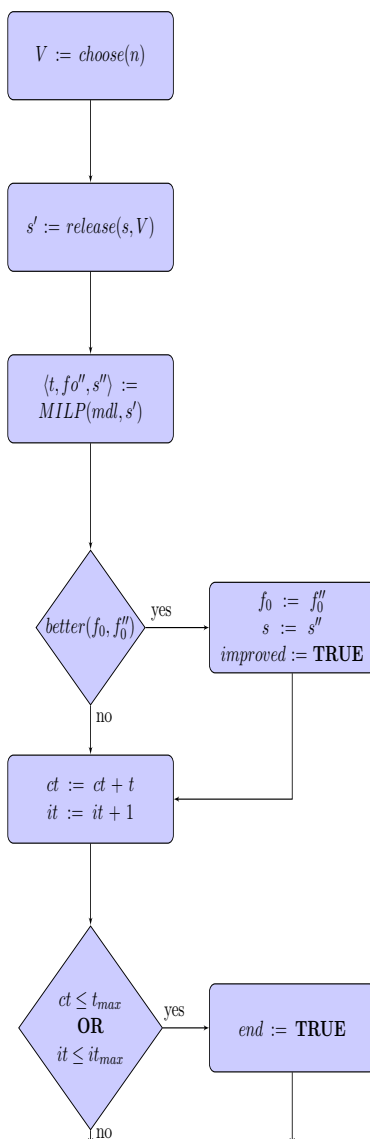 V := choose(n)
s′ := release(s, V)
⟨t, fo″, s″⟩ :=
MILP(mdl, s′)
better(f₀, f₀″)
yes
f₀ := f₀″
s := s″
improved := TRUE
no
ct := ct + t
it := it + 1
ct ≤ tₘₐₓ
OR
it ≤ itₘₐₓ
yes
end := TRUE
no